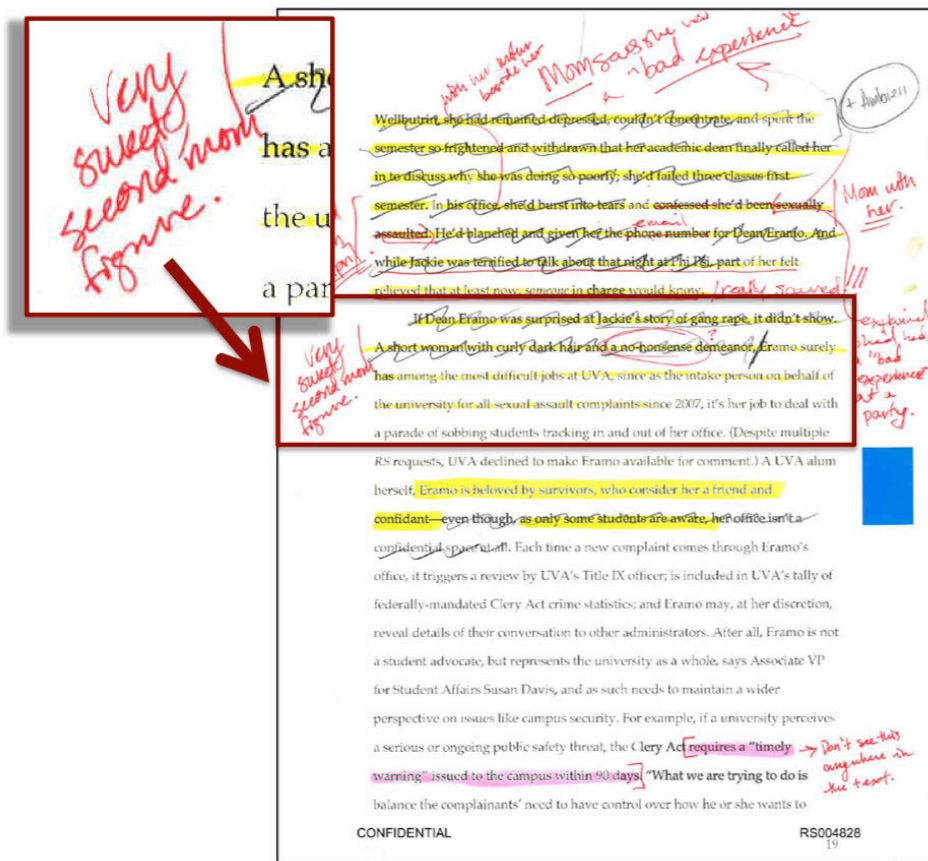 very
sweet
second mom
figure.
A sho
has a
the u
a par
with her mother
beside her
Mom says she had
"bad experience"
+ Ambien
Wellbutrin, she had remained depressed, couldn't concentrate, and spent the
semester so frightened and withdrawn that her academic dean finally called her
in to discuss why she was doing so poorly; she'd failed three classes first
semester. In his office, she'd burst into tears and confessed she'd been sexually
Mom with
her.
email
assaulted. He'd blanched and given her the phone number for Dean Eramo. And
while Jackie was terrified to talk about that night at Phi Psi, part of her felt
relieved that at least now, someone in charge would know. /really scared!!!
If Dean Eramo was surprised at Jackie's story of gang rape, it didn't show.
?
A short woman with curly dark hair and a no-nonsense demeanor, Eramo surely
has among the most difficult jobs at UVA, since as the intake person on behalf of
the university for all sexual assault complaints since 2007, it's her job to deal with
very
sweet
second mom
figure.
explained
she'd had
a "bad
experience
at a
party.
a parade of sobbing students tracking in and out of her office. (Despite multiple
RS requests, UVA declined to make Eramo available for comment.) A UVA alum
herself, Eramo is beloved by survivors, who consider her a friend and
confidant—even though, as only some students are aware, her office isn't a
confidential space at all. Each time a new complaint comes through Eramo's
office, it triggers a review by UVA's Title IX officer; is included in UVA's tally of
federally-mandated Clery Act crime statistics; and Eramo may, at her discretion,
reveal details of their conversation to other administrators. After all, Eramo is not
a student advocate, but represents the university as a whole, says Associate VP
for Student Affairs Susan Davis, and as such needs to maintain a wider
perspective on issues like campus security. For example, if a university perceives
a serious or ongoing public safety threat, the Clery Act [requires a "timely
warning" issued to the campus within 90 days.] "What we are trying to do is
balance the complainants' need to have control over how he or she wants to
→ Don't see this
anywhere in
the text.
CONFIDENTIAL
RS004828
19